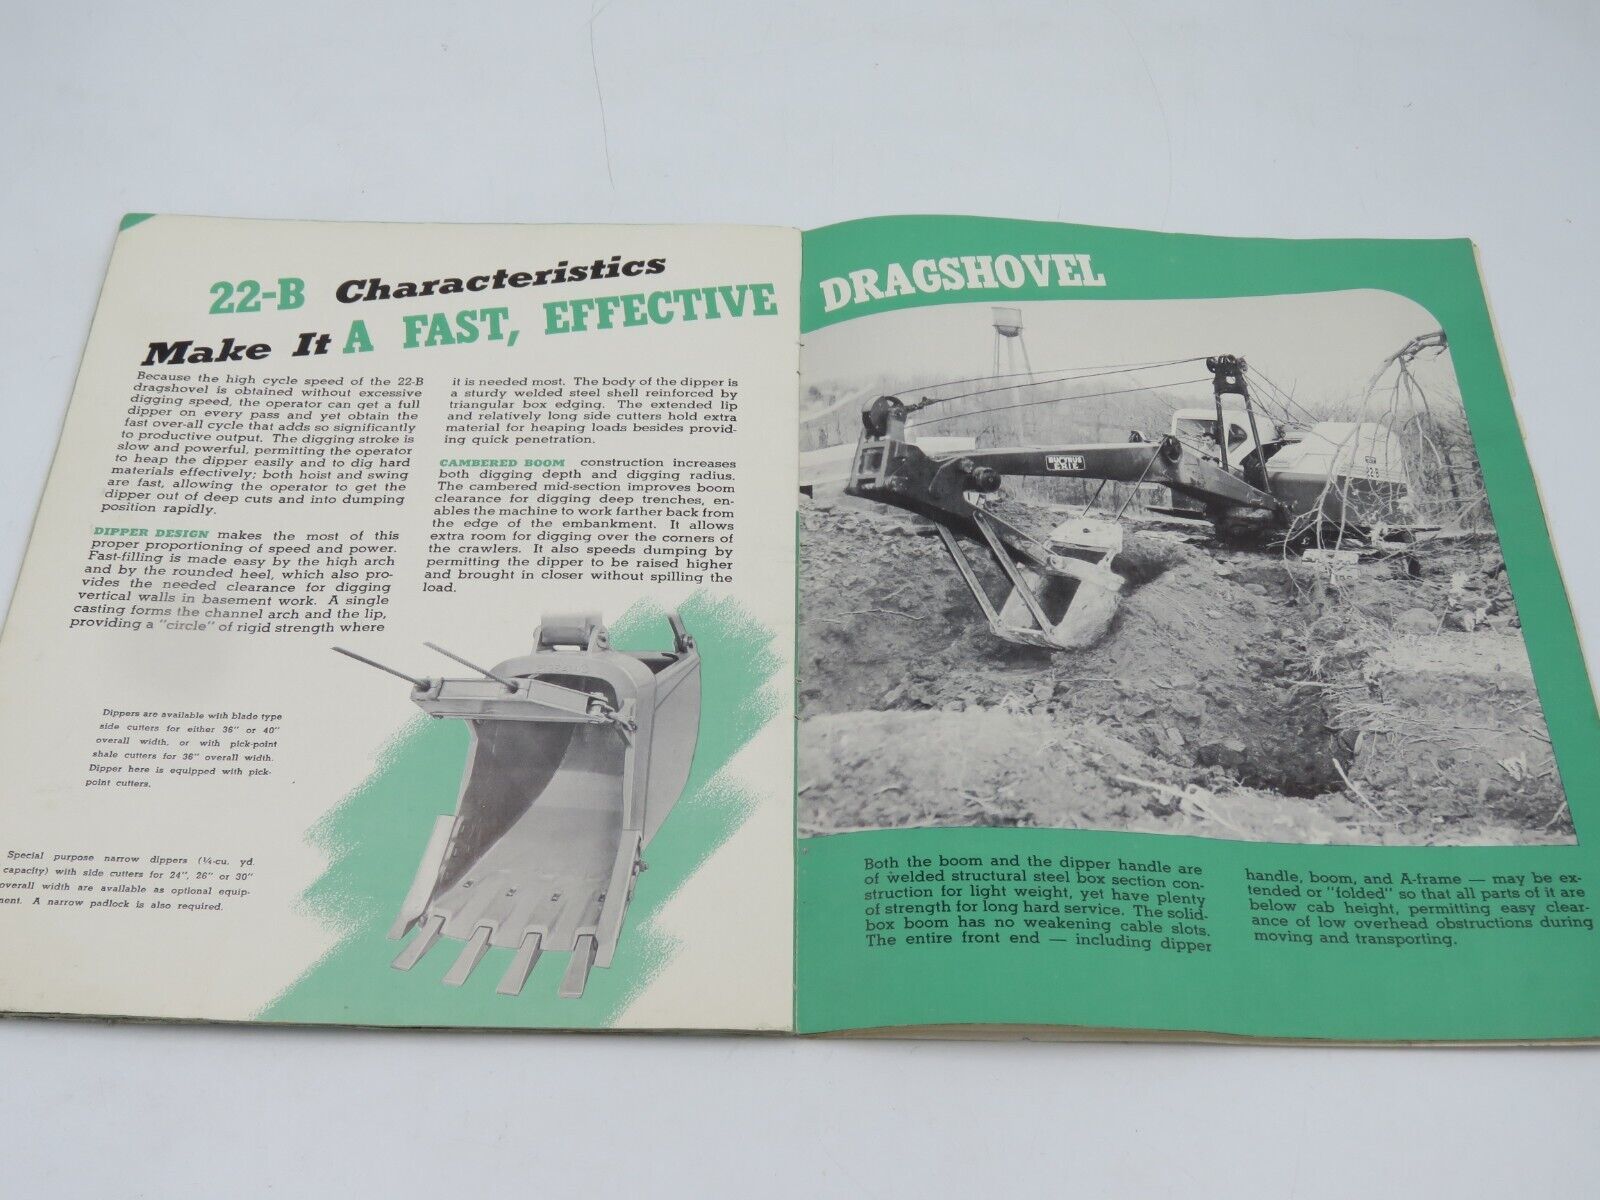 22-B Characteristics
Make It A FAST, EFFECTIVE
Because the high cycle speed of the 22-B
dragshovel is obtained without excessive
digging speed, the operator can get a full
dipper on every pass and yet obtain the
fast over-all cycle that adds so significantly
to productive output. The digging stroke is
slow and powerful, permitting the operator
to heap the dipper easily and to dig hard
materials effectively; both hoist and swing
are fast, allowing the operator to get the
dipper out of deep cuts and into dumping
position rapidly.
DIPPER DESIGN makes the most of this
proper proportioning of speed and power.
Fast-filling is made easy by the high arch
and by the rounded heel, which also pro-
vides the needed clearance for digging
vertical walls in basement work. A single
casting forms the channel arch and the lip,
providing a "circle" of rigid strength where
it is needed most. The body of the dipper is
a sturdy welded steel shell reinforced by
triangular box edging. The extended lip
and relatively long side cutters hold extra
material for heaping loads besides provid-
ing quick penetration.
CAMBERED BOOM construction increases
both digging depth and digging radius.
The cambered mid-section improves boom
clearance for digging deep trenches, en-
ables the machine to work farther back from
the edge of the embankment. It allows
extra room for digging over the corners of
the crawlers. It also speeds dumping by
permitting the dipper to be raised higher
and brought in closer without spilling the
load.
Dippers are available with blade type
side cutters for either 36" or 40"
overall width, or with pick-point
shale cutters for 36" overall width.
Dipper here is equipped with pick-
point cutters.
Special purpose narrow dippers (¼-cu. yd.
capacity) with side cutters for 24", 26" or 30"
overall width are available as optional equip-
ment. A narrow padlock is also required.
DRAGSHOVEL
BUCYRUS
ERIE
22-B
Both the boom and the dipper handle are
of welded structural steel box section con-
struction for light weight, yet have plenty
of strength for long hard service. The solid-
box boom has no weakening cable slots.
The entire front end — including dipper
handle, boom, and A-frame — may be ex-
tended or "folded" so that all parts of it are
below cab height, permitting easy clear-
ance of low overhead obstructions during
moving and transporting.